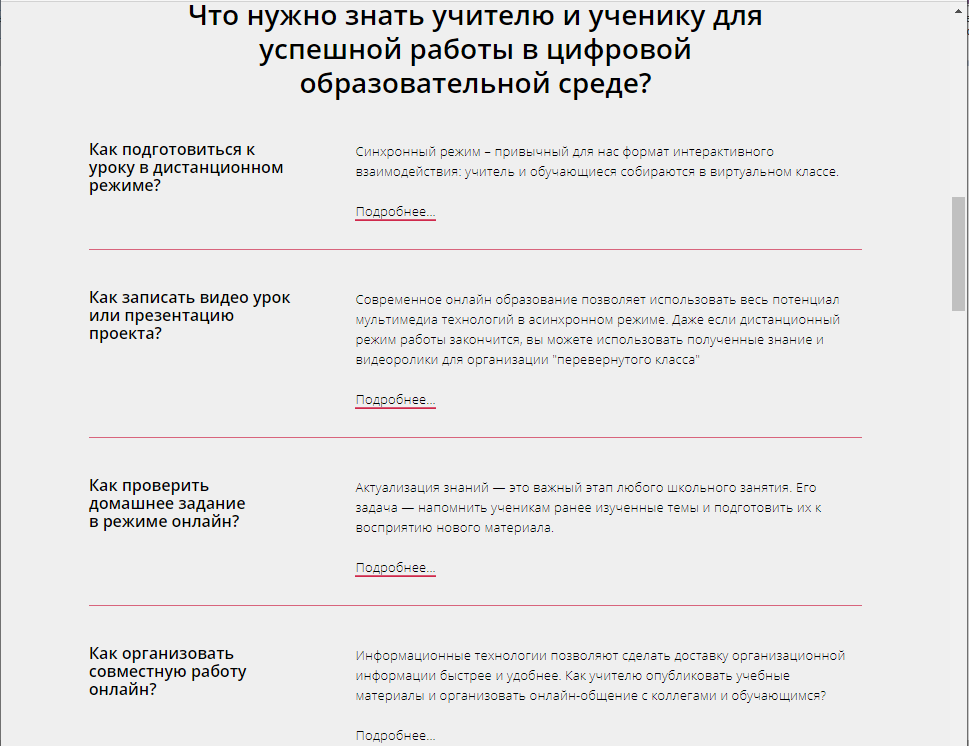 Что нужно знать учителю и ученику для
успешной работы в цифровой
образовательной среде?
Как подготовиться к
уроку в дистанционном
режиме?
Синхронный режим – привычный для нас формат интерактивного
взаимодействия: учитель и обучающиеся собираются в виртуальном классе.
Подробнее...
Как записать видео урок
или презентацию
проекта?
Современное онлайн образование позволяет использовать весь потенциал
мультимедиа технологий в асинхронном режиме. Даже если дистанционный
режим работы закончится, вы можете использовать полученные знание и
видеоролики для организации "перевернутого класса"
Подробнее...
Как проверить
домашнее задание
в режиме онлайн?
Актуализация знаний — это важный этап любого школьного занятия. Его
задача — напомнить ученикам ранее изученные темы и подготовить их к
восприятию нового материала.
Подробнее...
Как организовать
совместную работу
онлайн?
Информационные технологии позволяют сделать доставку организационной
информации быстрее и удобнее. Как учителю опубликовать учебные
материалы и организовать онлайн-общение с коллегами и обучающимся?
Подробнее...